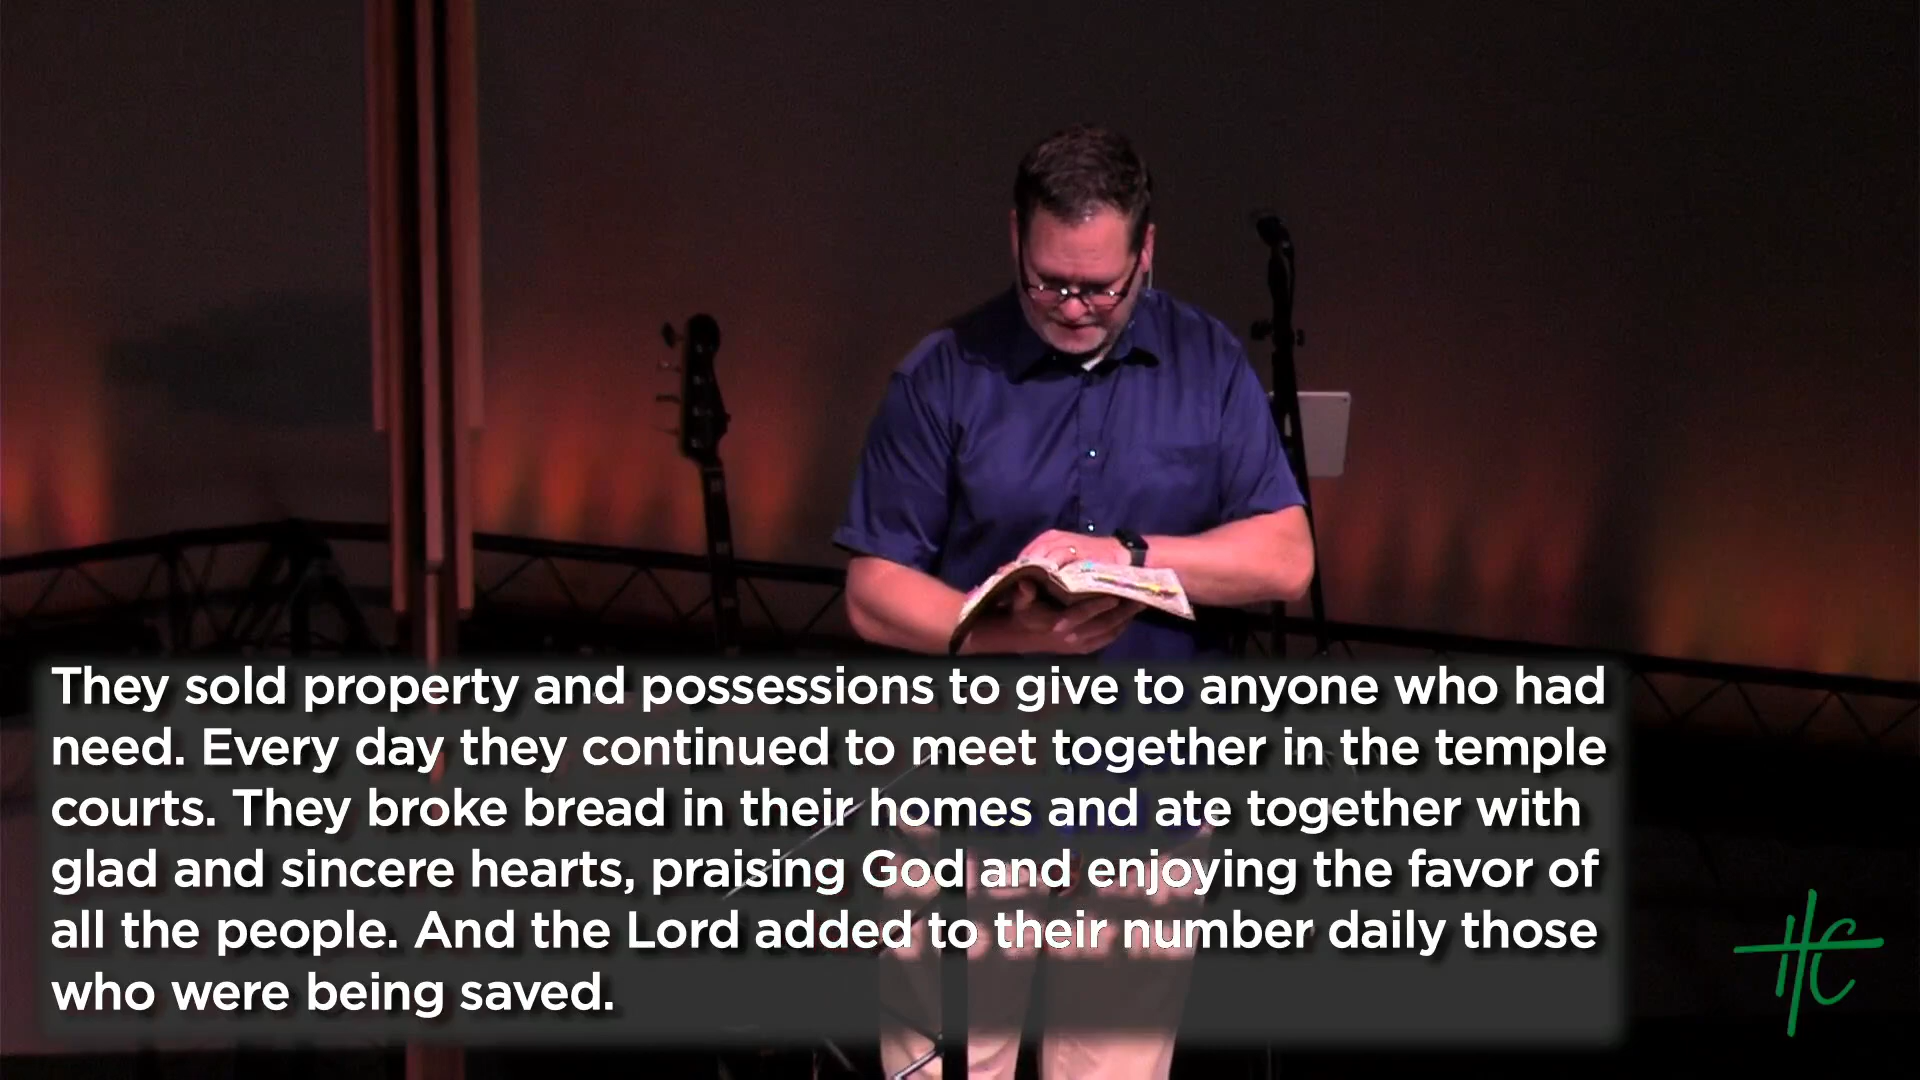 They sold property and possessions to give to anyone who had
need. Every day they continued to meet together in the temple
courts. They broke bread in their homes and ate together with
glad and sincere hearts, praising God and enjoying the favor of
all the people. And the Lord added to their number daily those
who were being saved.
HC